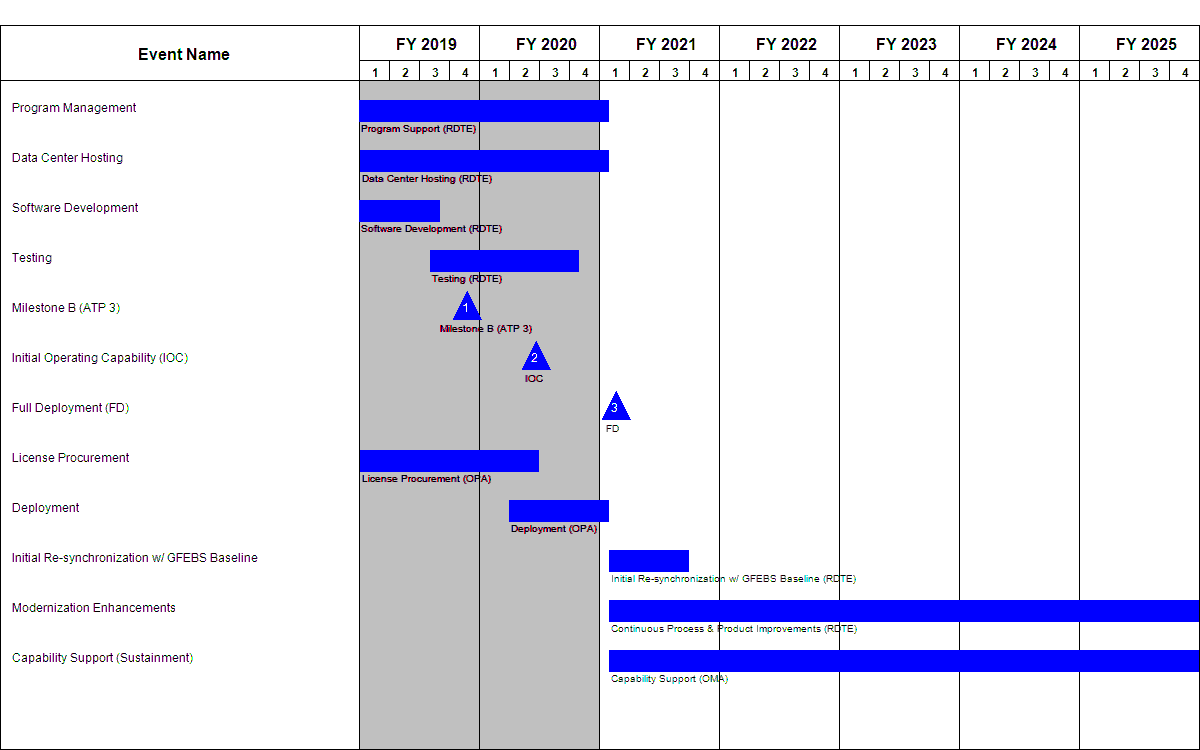 Event Name
FY 2019 FY 2020 FY 2021 FY 2022 FY 2023 FY 2024 FY 2025
1 2 3 4 1 2 3 4 1 2 3 4 1 2 3 4 1 2 3 4 1 2 3 4 1 2 3 4
Program Management
Program Support (RDTE)
Data Center Hosting
Data Center Hosting (RDTE)
Software Development
Software Development (RDTE)
Testing
Testing (RDTE)
Milestone B (ATP 3)
1
Milestone B (ATP 3)
Initial Operating Capability (IOC)
2
IOC
Full Deployment (FD)
3
FD
License Procurement
License Procurement (OPA)
Deployment
Deployment (OPA)
Initial Re-synchronization w/ GFEBS Baseline
Initial Re-synchronization w/ GFEBS Baseline (RDTE)
Modernization Enhancements
Continuous Process & Product Improvements (RDTE)
Capability Support (Sustainment)
Capability Support (OMA)